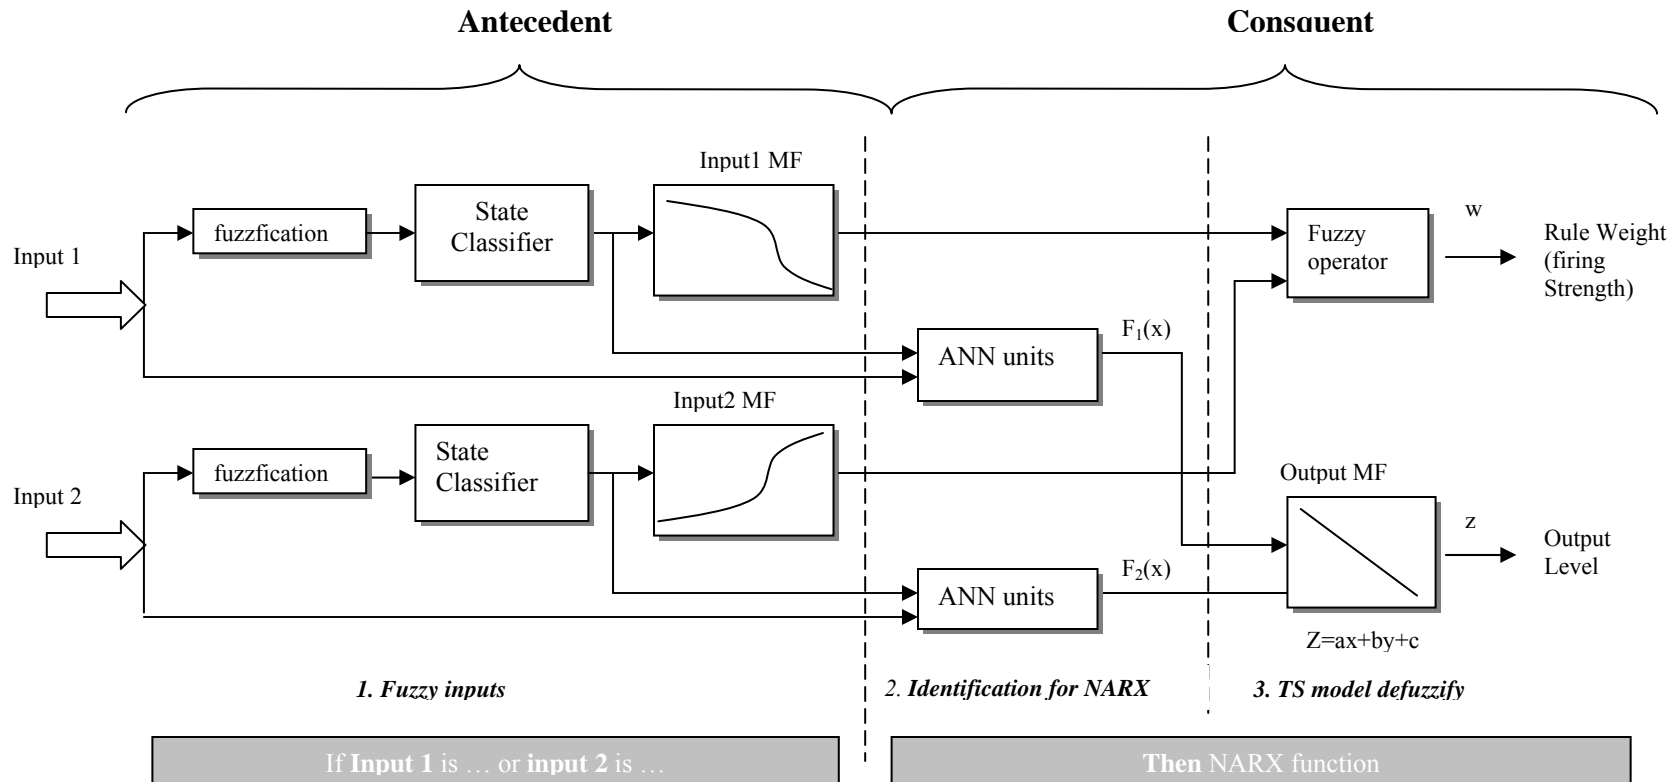 Antecedent
Consquent
Input1 MF
State
Classifier
fuzzfication
Input 1
Fuzzy
operator
w
Rule Weight
(firing
Strength)
F₁(x)
ANN units
Input2 MF
State
Classifier
fuzzfication
Input 2
Output MF
z
Output
Level
F₂(x)
ANN units
Z=ax+by+c
1. Fuzzy inputs
2. Identification for NARX
3. TS model defuzzify
If Input 1 is … or input 2 is …
Then NARX function